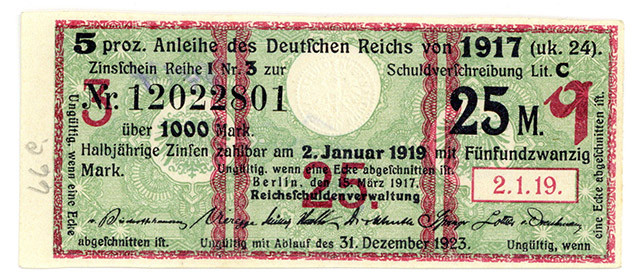 5 proz. Anleihe des Deutſchen Reichs von 1917 (uk. 24).
Zinsſchein Reihe I Nr. 3 zur Schuldverſchreibung Lit. C
3
Nr. 12022801 25 M. q
über 1000 Mark.
Halbjährige Zinſen zahlbar am 2. Januar 1919 mit Fünfundzwanzig
Mark. Ungültig, wenn eine Ecke abgeſchnitten iſt.
Berlin, den 15. März 1917.
25
Reichsſchuldenverwaltung
2.1.19.
Ungültig, wenn eine Ecke
abgeſchnitten iſt. Ungültig mit Ablauf des 31. Dezember 1923. Ungültig, wenn
eine Ecke abgeſchnitten iſt.